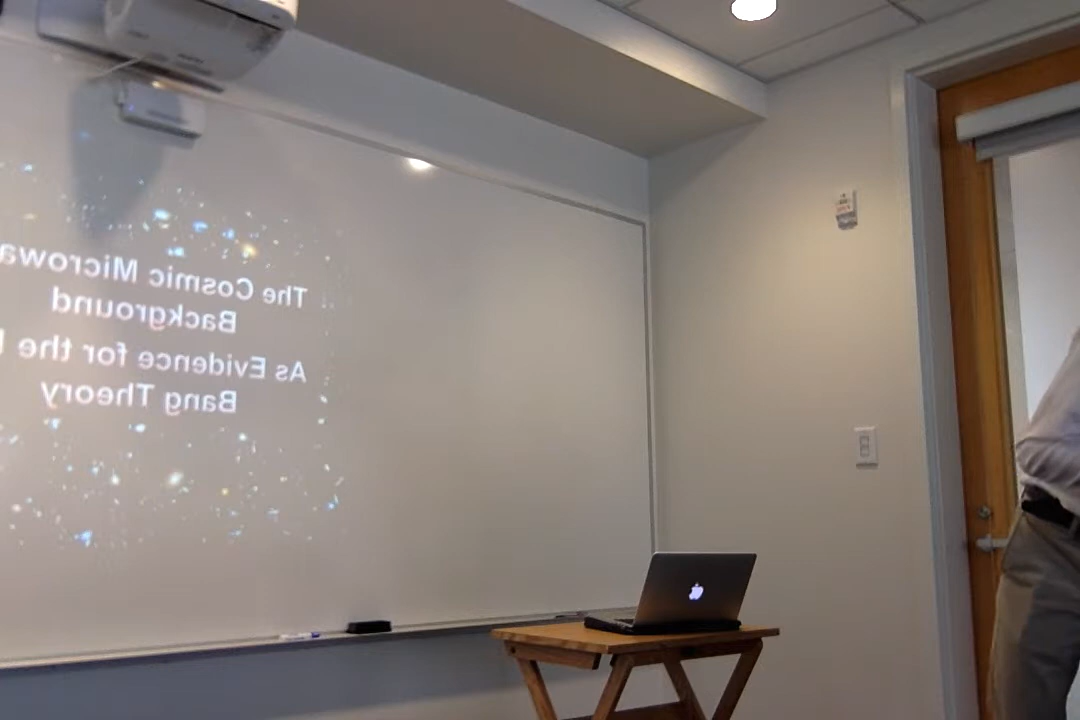 The Cosmic Microwa
Background
As Evidence for the
Bang Theory